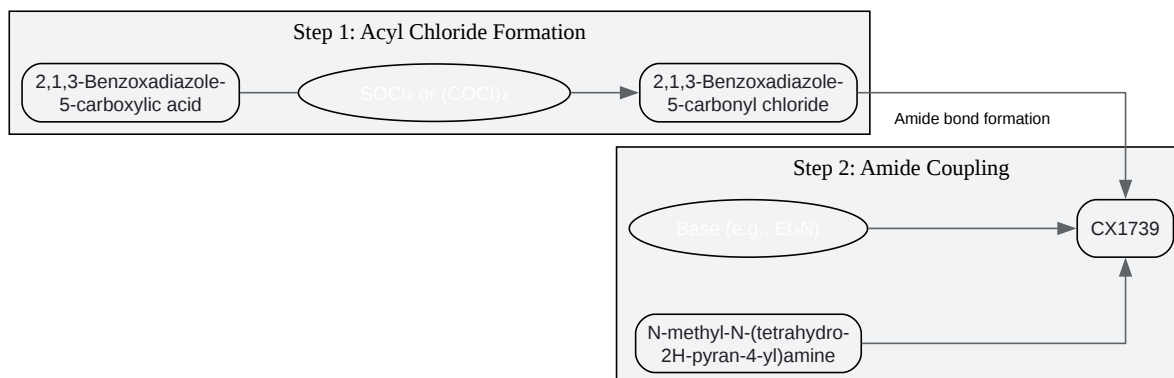 Step 1: Acyl Chloride Formation
2,1,3-Benzoxadiazole-
5-carboxylic acid
SOCl₂ or (COCl)₂
2,1,3-Benzoxadiazole-
5-carbonyl chloride
Amide bond formation
Step 2: Amide Coupling
Base (e.g., Et₃N)
CX1739
N-methyl-N-(tetrahydro-
2H-pyran-4-yl)amine